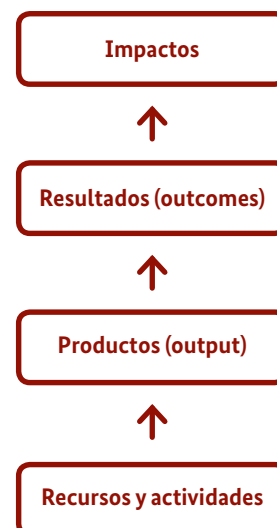 Impactos
Resultados (outcomes)
Productos (output)
Recursos y actividades